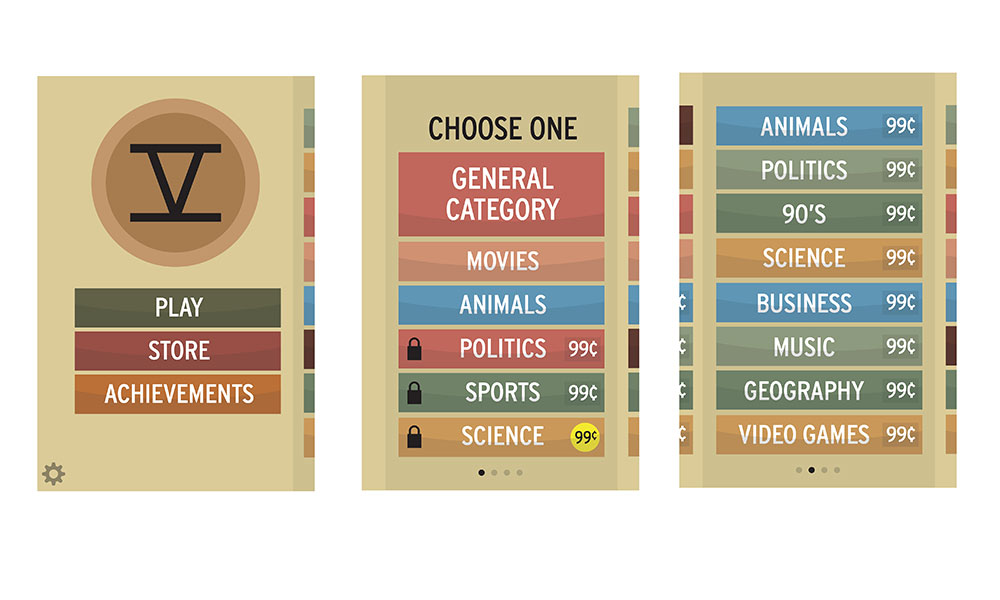 V
PLAY
STORE
ACHIEVEMENTS
CHOOSE ONE
GENERAL
CATEGORY
MOVIES
ANIMALS
POLITICS 99¢
SPORTS 99¢
SCIENCE 99¢
¢
¢
¢
¢
ANIMALS 99¢
POLITICS 99¢
90'S 99¢
SCIENCE 99¢
BUSINESS 99¢
MUSIC 99¢
GEOGRAPHY 99¢
VIDEO GAMES 99¢